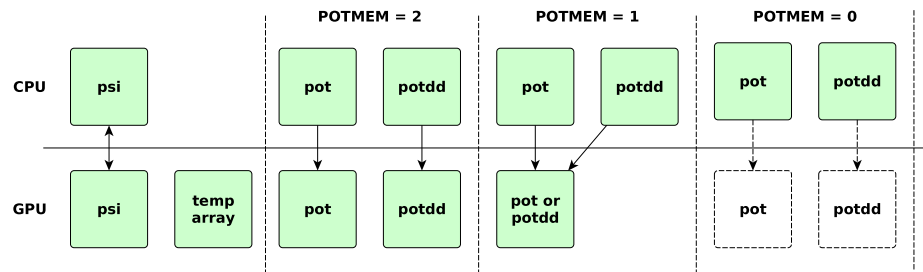 POTMEM = 2
POTMEM = 1
POTMEM = 0
CPU
psi
pot
potdd
pot
potdd
pot
potdd
GPU
psi
temp
array
pot
potdd
pot or
potdd
pot
potdd